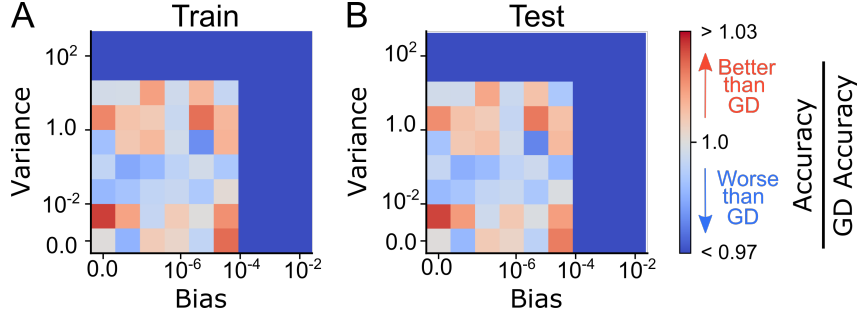 A
Train
Variance
10²
1.0
10⁻²
0.0
0.0
10⁻⁶
10⁻⁴
10⁻²
Bias
B
Test
Variance
10²
1.0
10⁻²
0.0
0.0
10⁻⁶
10⁻⁴
10⁻²
Bias
> 1.03
Better
than
GD
1.0
Worse
than
GD
< 0.97
Accuracy
GD Accuracy